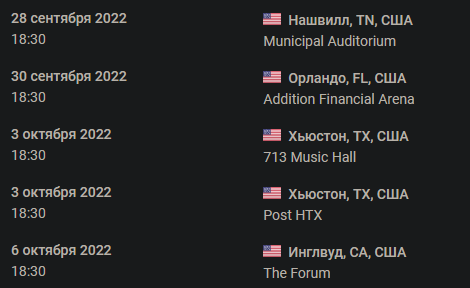 28 сентября 2022
Нашвилл, TN, США
18:30
Municipal Auditorium
30 сентября 2022
Орландо, FL, США
18:30
Addition Financial Arena
3 октября 2022
Хьюстон, TX, США
18:30
713 Music Hall
3 октября 2022
Хьюстон, TX, США
18:30
Post HTX
6 октября 2022
Инглвуд, CA, США
18:30
The Forum